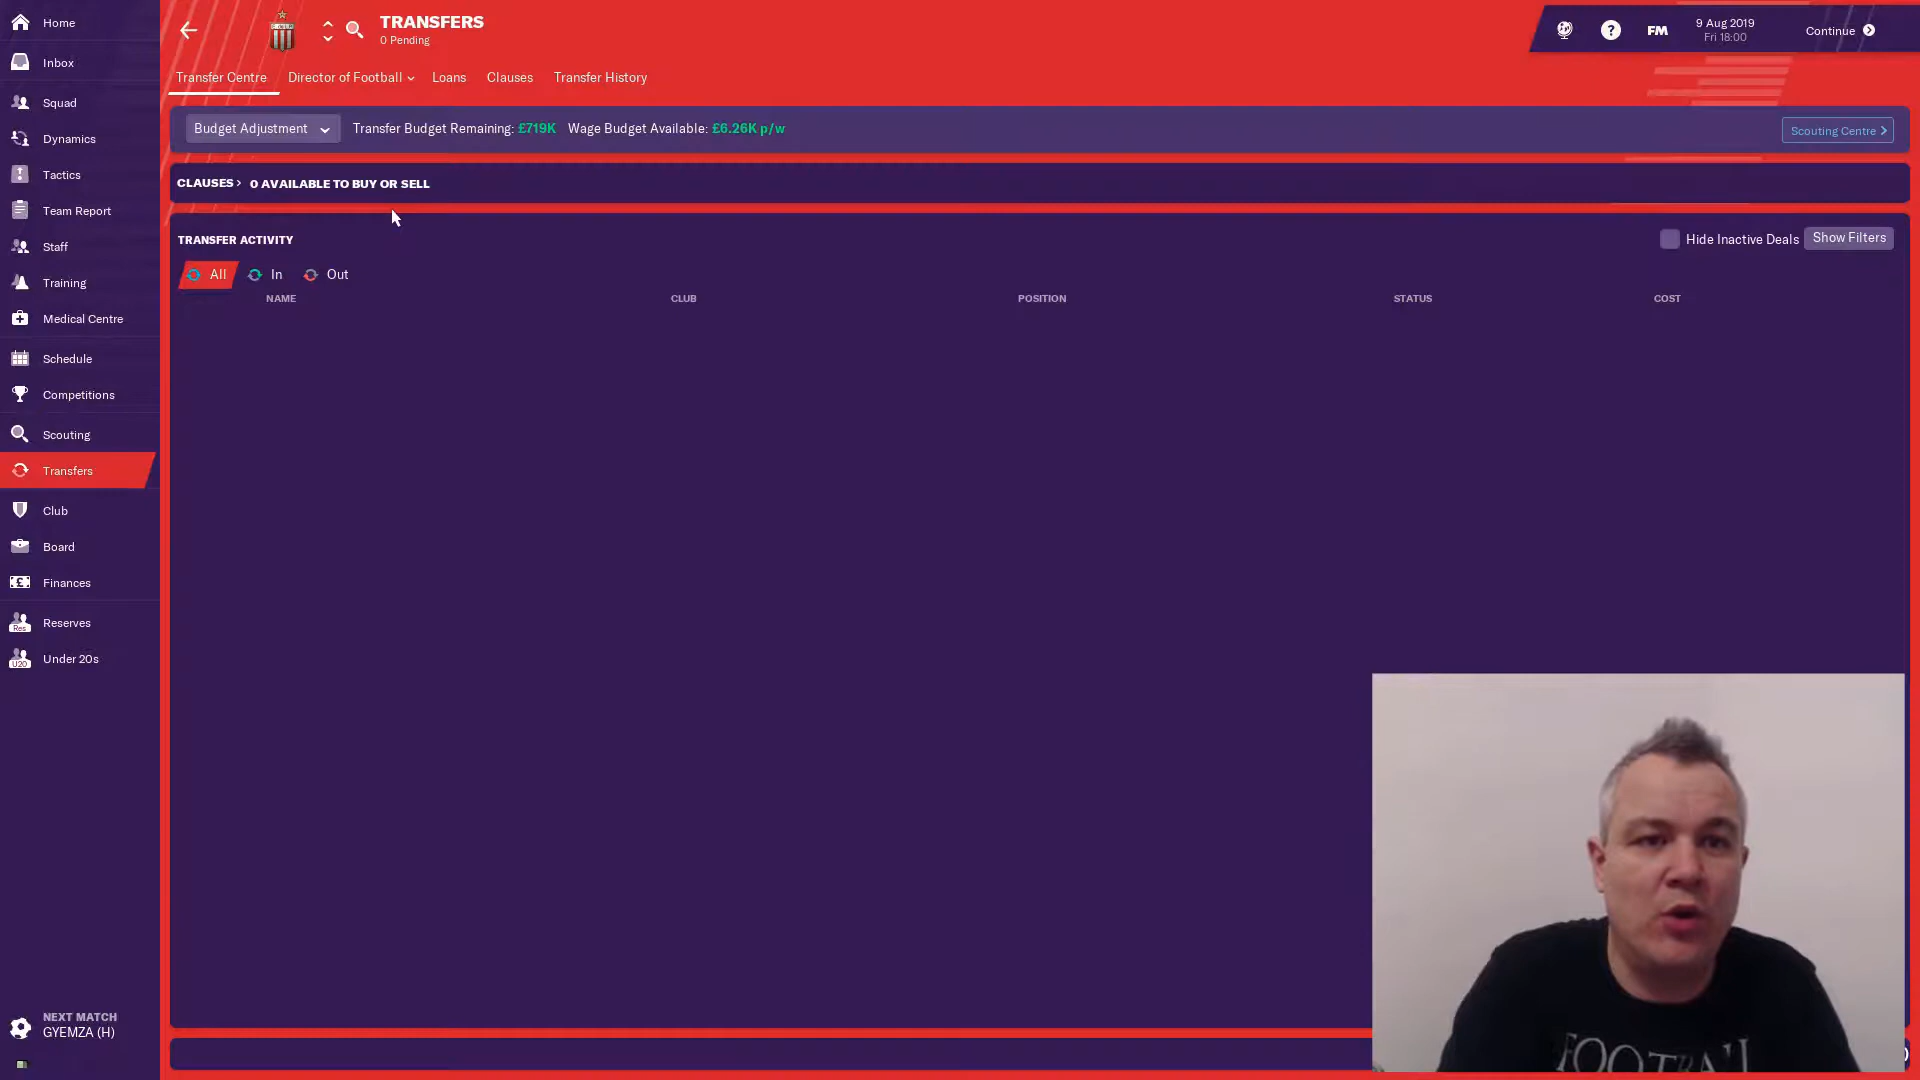 Home
Inbox
Squad
Dynamics
Tactics
Team Report
Staff
Training
Medical Centre
Schedule
Competitions
Scouting
Transfers
Club
Board
Finances
Res
Reserves
U20
Under 20s
NEXT MATCH
GYEMZA (H)
TRANSFERS
0 Pending
FM
9 Aug 2019
Fri 18:00
Continue
Transfer Centre Director of Football Loans Clauses Transfer History
Budget Adjustment Transfer Budget Remaining: £719K Wage Budget Available: £6.26K p/w Scouting Centre >
CLAUSES > 0 AVAILABLE TO BUY OR SELL
TRANSFER ACTIVITY Hide Inactive Deals Show Filters
All In Out
NAME CLUB POSITION STATUS COST
FOOTBALL